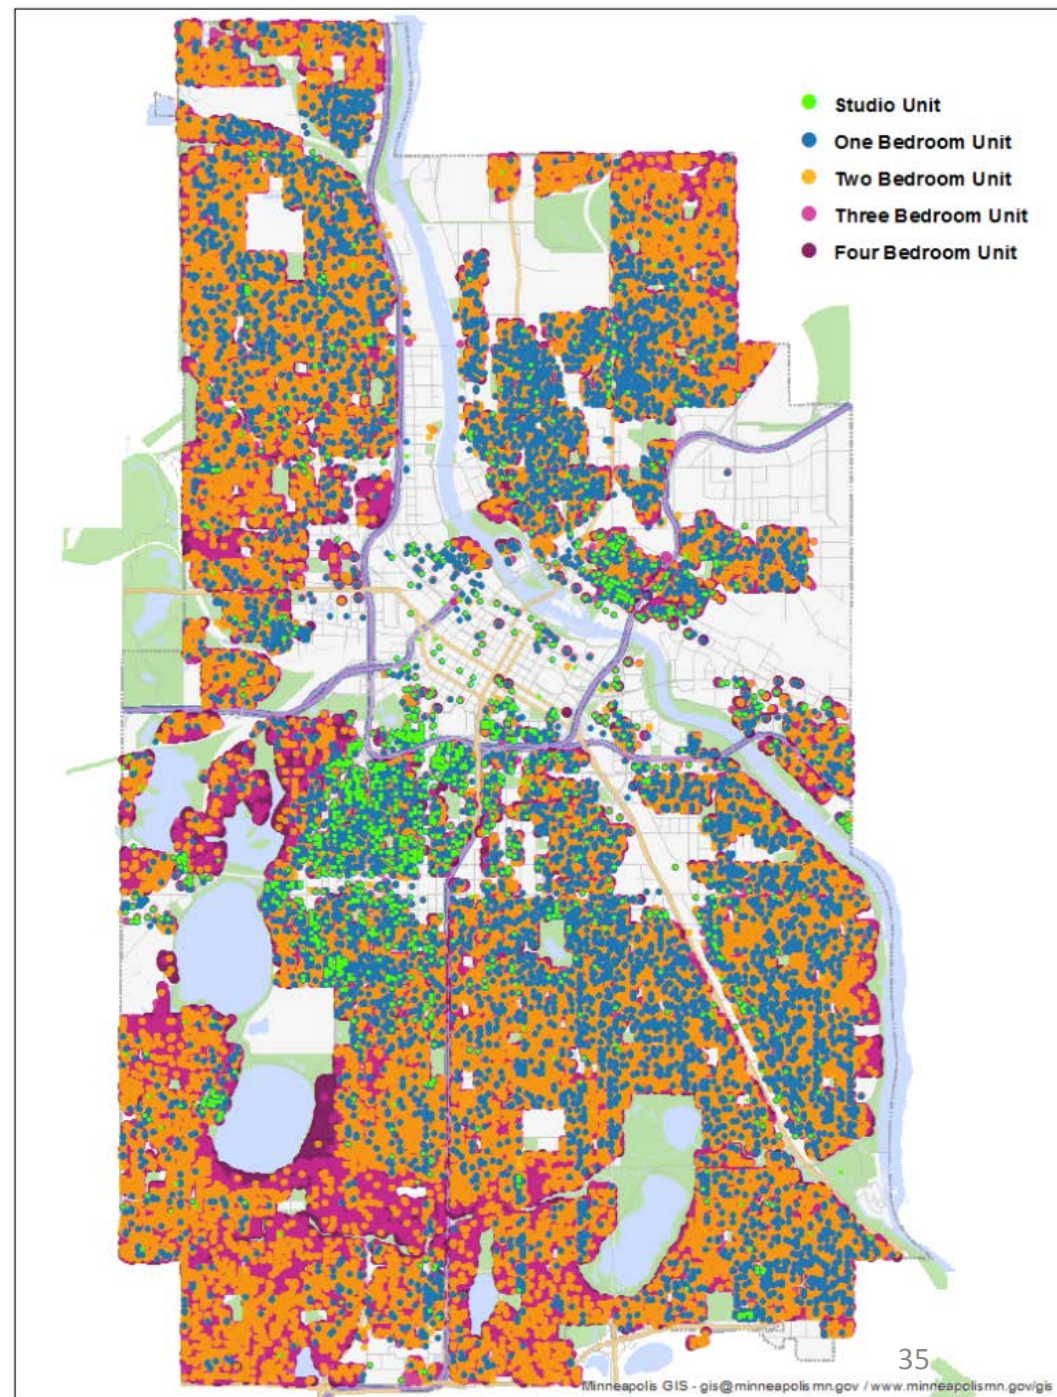 Studio Unit
One Bedroom Unit
Two Bedroom Unit
Three Bedroom Unit
Four Bedroom Unit
35
Minneapolis GIS - gis@minneapolismn.gov / www.minneapolismn.gov/gis